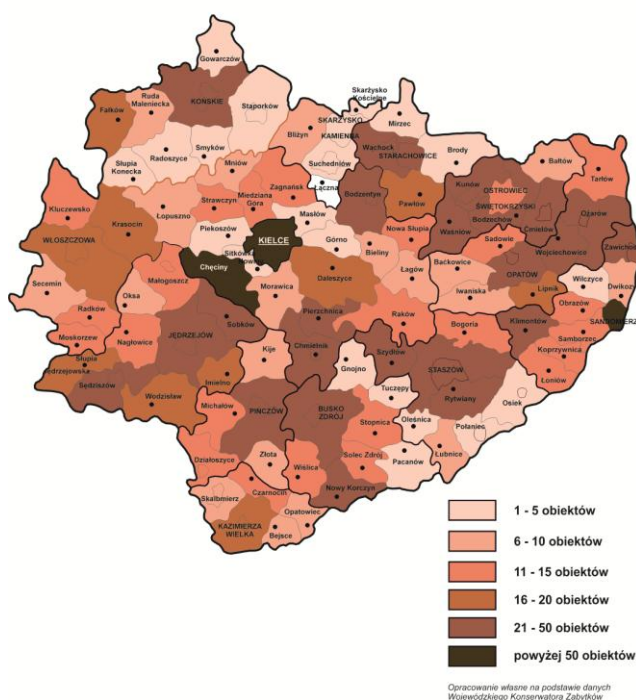 Gowarczów
Ruda
Maleniecka
KOŃSKIE
Stąporków
Fałków
Skarżysko
Kościelne
SKARŻYSKO
KAMIENNA
Mirzec
Bliżyn
Słupia
Konecka
Radoszyce
Smyków
Mniów
Suchedniów
Wąchock
STARACHOWICE
Brody
Bałtów
Tarłów
Kluczewsko
Krasocin
Łopuszno
Strawczyn
Miedziana
Góra
Zagnańsk
Łączna
Bodzentyn
Pawłów
Kunów
OSTROWIEC
ŚWIĘTOKRZYSKI
Bodzechów
Ćmielów
Ożarów
WŁOSZCZOWA
Piekoszów
Masłów
KIELCE
Sitkówka
Nowiny
Górno
Bieliny
Nowa Słupia
Waśniów
Sadowie
Wojciechowice
Zawichost
Chęciny
Daleszyce
Łagów
Baćkowice
OPATÓW
Iwaniska
Lipnik
Wilczyce
Dwikozy
Secemin
Oksa
Małogoszcz
Morawica
Obrazów
SANDOMIERZ
Radków
Moskorzew
Nagłowice
JĘDRZEJÓW
Sobków
Pierzchnica
Raków
Bogoria
Klimontów
Samborzec
Koprzywnica
Chmielnik
Szydłów
STASZÓW
Łoniów
Słupia
Jędrzejowska
Sędziszów
Imielno
Kije
Gnojno
Tuczępy
Rytwiany
Osiek
Wodzisław
Michałów
PIŃCZÓW
BUSKO
ZDRÓJ
Stopnica
Oleśnica
Połaniec
Łubnice
Działoszyce
Złota
Wiślica
Solec Zdrój
Pacanów
Skalbmierz
Czarnocin
Nowy Korczyn
KAZIMIERZA
WIELKA
Opatowiec
Bejsce
1 - 5 obiektów
6 - 10 obiektów
11 - 15 obiektów
16 - 20 obiektów
21 - 50 obiektów
powyżej 50 obiektów
Opracowanie własne na podstawie danych
Wojewódzkiego Konserwatora Zabytków